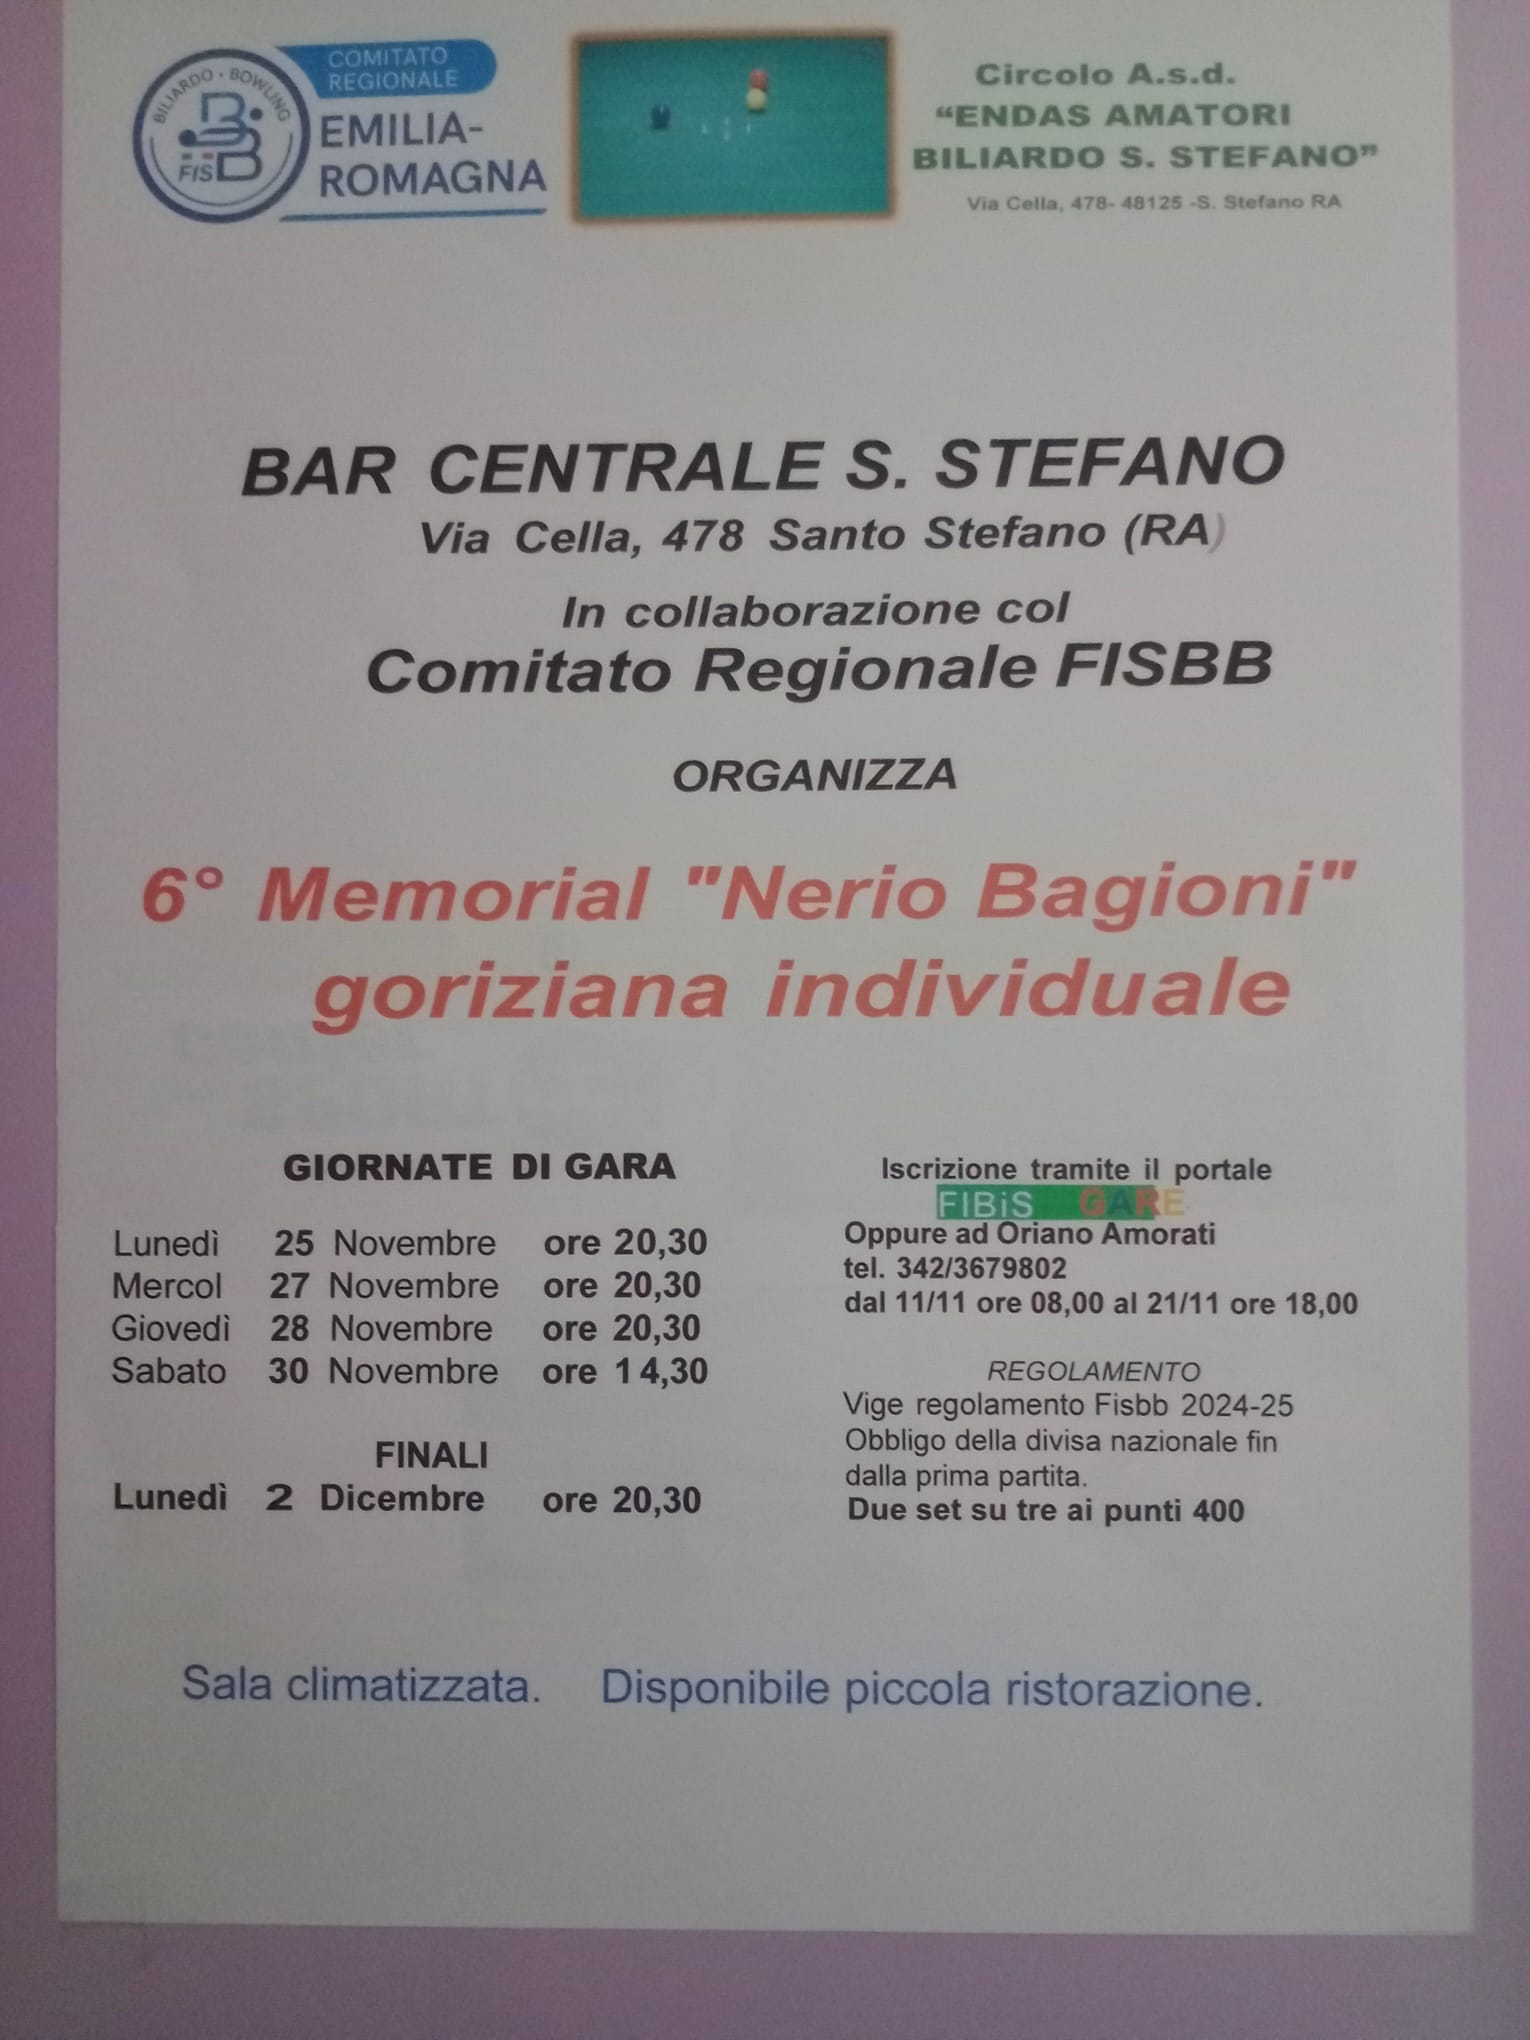 BILIARDO · BOWLING
FISBB
COMITATO
REGIONALE
EMILIA-
ROMAGNA
Circolo A.s.d.
“ENDAS AMATORI
BILIARDO S. STEFANO”
Via Cella, 478- 48125 -S. Stefano RA
BAR CENTRALE S. STEFANO
Via Cella, 478 Santo Stefano (RA)
In collaborazione col
Comitato Regionale FISBB
ORGANIZZA
6° Memorial "Nerio Bagioni"
goriziana individuale
GIORNATE DI GARA
Lunedì 25 Novembre ore 20,30
Mercol 27 Novembre ore 20,30
Giovedì 28 Novembre ore 20,30
Sabato 30 Novembre ore 14,30
FINALI
Lunedì 2 Dicembre ore 20,30
Iscrizione tramite il portale
FIBiS GARE
Oppure ad Oriano Amorati
tel. 342/3679802
dal 11/11 ore 08,00 al 21/11 ore 18,00
REGOLAMENTO
Vige regolamento Fisbb 2024-25
Obbligo della divisa nazionale fin
dalla prima partita.
Due set su tre ai punti 400
Sala climatizzata. Disponibile piccola ristorazione.